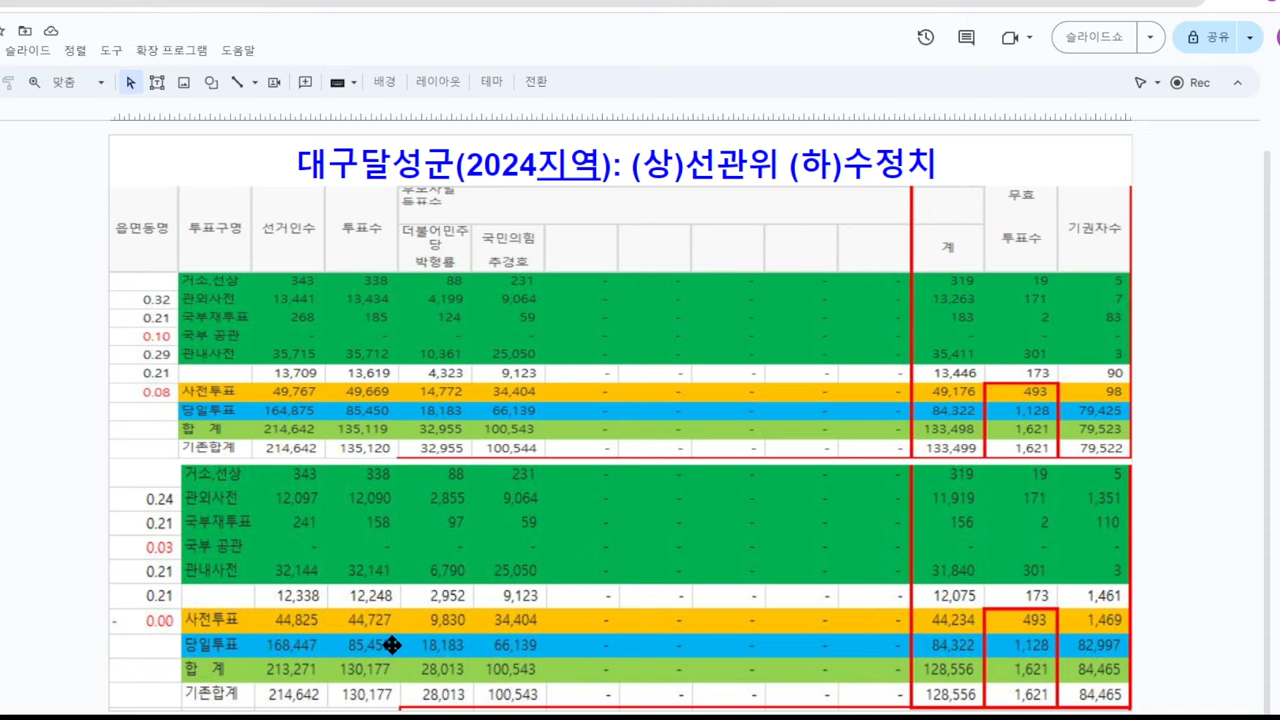 슬라이드 정렬 도구 확장 프로그램 도움말
슬라이드쇼 공유
맞춤 배경 레이아웃 테마 전환 Rec
대구달성군(2024지역): (상)선관위 (하)수정치
읍면동명 투표구명 선거인수 투표수 후보자별 득표수 계 무효 투표수 기권자수
더불어민주당 박형룡 국민의힘 추경호
거소,선상 343 338 88 231 - - - - - 319 19 5
0.32 관외사전 13,441 13,434 4,199 9,064 - - - - - 13,263 171 7
0.21 국부재투표 268 185 124 59 - - - - - 183 2 83
0.10 국부 공관 - - - - - - - - - - - -
0.29 관내사전 35,715 35,712 10,361 25,050 - - - - - 35,411 301 3
0.21 13,709 13,619 4,323 9,123 - - - - - 13,446 173 90
0.08 사전투표 49,767 49,669 14,772 34,404 - - - - - 49,176 493 98
당일투표 164,875 85,450 18,183 66,139 - - - - - 84,322 1,128 79,425
합 계 214,642 135,119 32,955 100,543 - - - - - 133,498 1,621 79,523
기존합계 214,642 135,120 32,955 100,544 - - - - - 133,499 1,621 79,522
거소,선상 343 338 88 231 - - - - - 319 19 5
0.24 관외사전 12,097 12,090 2,855 9,064 - - - - - 11,919 171 1,351
0.21 국부재투표 241 158 97 59 - - - - - 156 2 110
0.03 국부 공관 - - - - - - - - - - - -
0.21 관내사전 32,144 32,141 6,790 25,050 - - - - - 31,840 301 3
0.21 12,338 12,248 2,952 9,123 - - - - - 12,075 173 1,461
- 0.00 사전투표 44,825 44,727 9,830 34,404 - - - - - 44,234 493 1,469
당일투표 168,447 18,183 66,139 - - - - - 84,322 1,128 82,997
합 계 213,271 130,177 28,013 100,543 - - - - - 128,556 1,621 84,465
기존합계 214,642 130,177 28,013 100,543 - - - - - 128,556 1,621 84,465